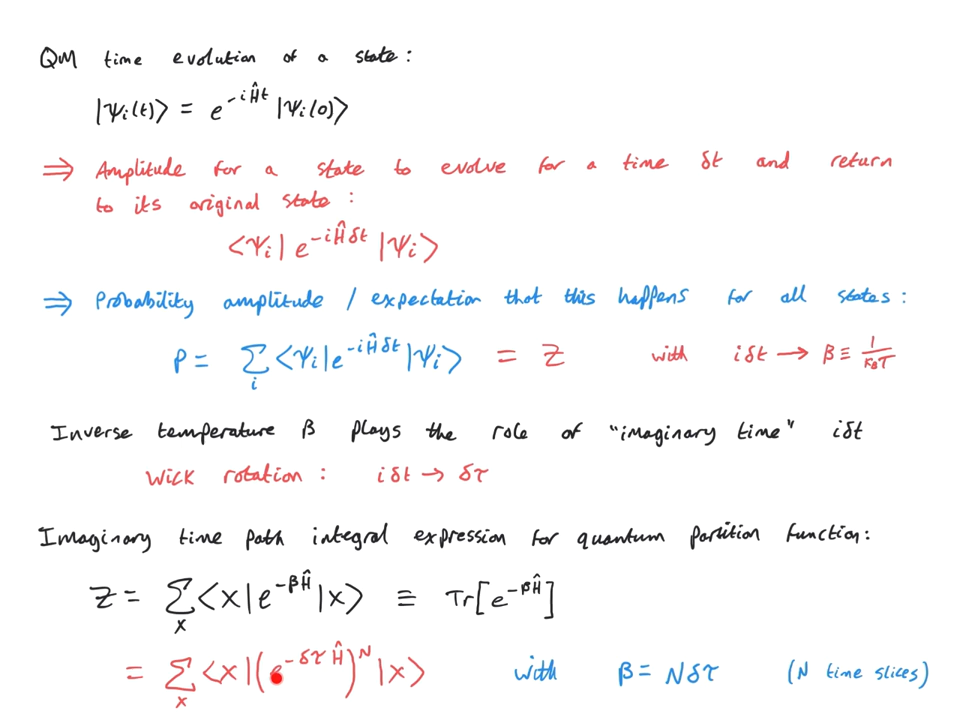 QM time evolution of a state:
|Ψᵢ(t)⟩ = e^{-iĤt} |Ψᵢ(0)⟩
⟹ Amplitude for a state to evolve for a time δt and return
to its original state:
⟨Ψᵢ| e^{-iĤδt} |Ψᵢ⟩
⟹ Probability amplitude / expectation that this happens for all states:
P = ∑_i ⟨Ψᵢ|e^{-iĤδt}|Ψᵢ⟩ = Z with iδt → β ≡ 1/(k_BT)
Inverse temperature β plays the role of "imaginary time" iδt
Wick rotation: iδt → δτ
Imaginary time path integral expression for quantum partition function:
Z = ∑_x ⟨x|e^{-βĤ}|x⟩ ≡ Tr[e^{-βĤ}]
= ∑_x ⟨x|(e^{-δτĤ})^N|x⟩ with β = Nδτ (N time slices)